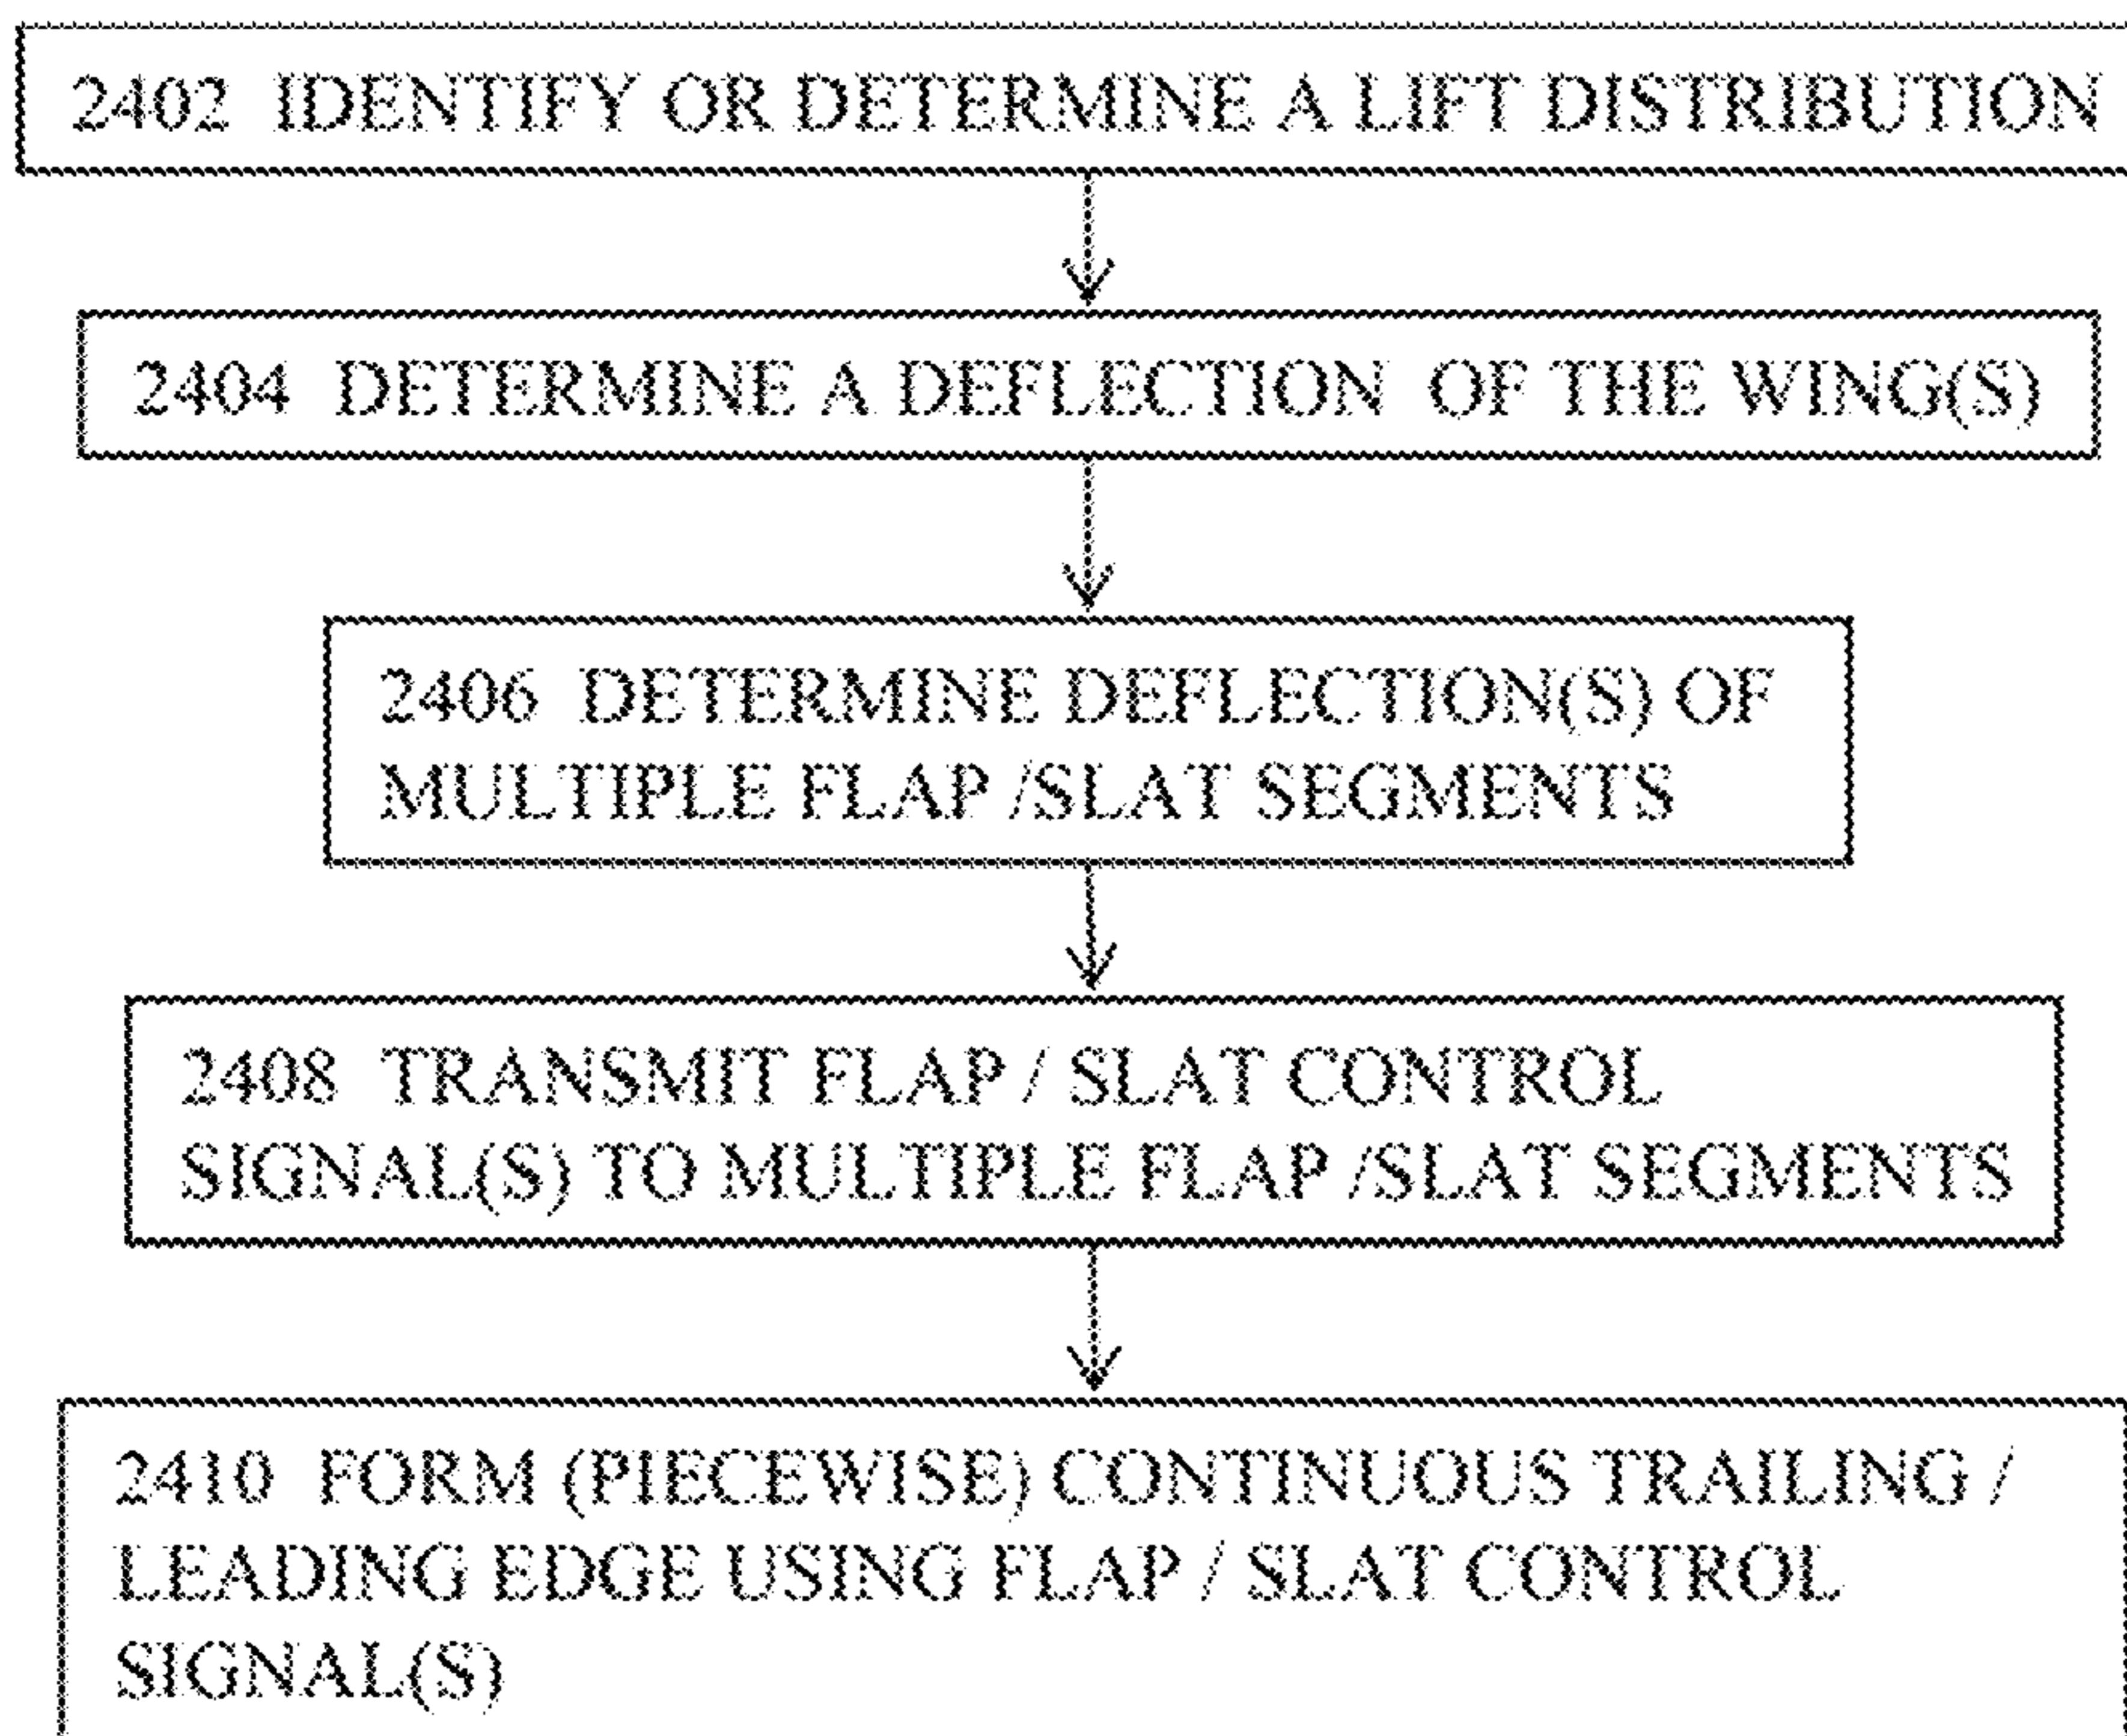 2402 IDENTIFY OR DETERMINE A LIFT DISTRIBUTION
2404 DETERMINE A DEFLECTION OF THE WING(S)
2406 DETERMINE DEFLECTION(S) OF
MULTIPLE FLAP /SLAT SEGMENTS
2408 TRANSMIT FLAP / SLAT CONTROL
SIGNAL(S) TO MULTIPLE FLAP /SLAT SEGMENTS
2410 FORM (PIECEWISE) CONTINUOUS TRAILING /
LEADING EDGE USING FLAP / SLAT CONTROL
SIGNAL(S)